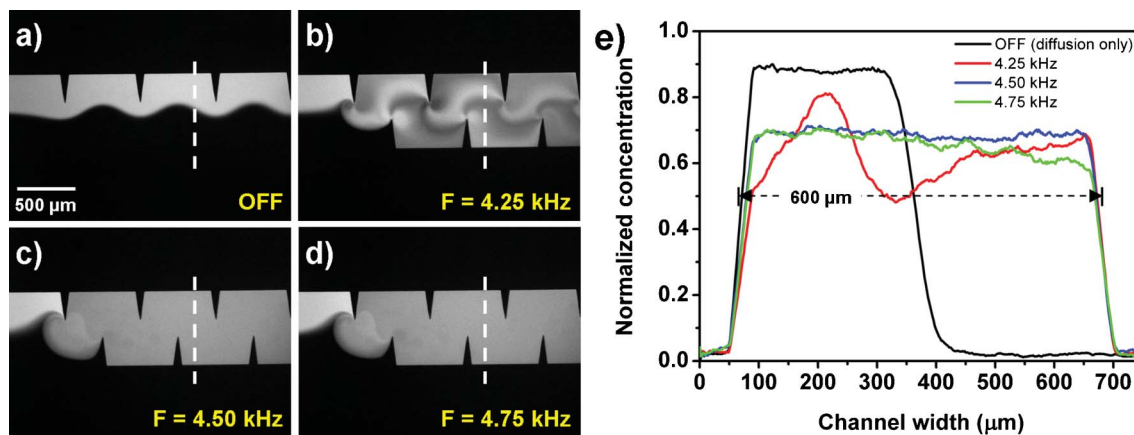 a)
500 µm
OFF
b)
F = 4.25 kHz
c)
F = 4.50 kHz
d)
F = 4.75 kHz
e)
Normalized concentration
1.0
0.8
0.6
0.4
0.2
0.0
OFF (diffusion only)
4.25 kHz
4.50 kHz
4.75 kHz
600 µm
0 100 200 300 400 500 600 700
Channel width (µm)